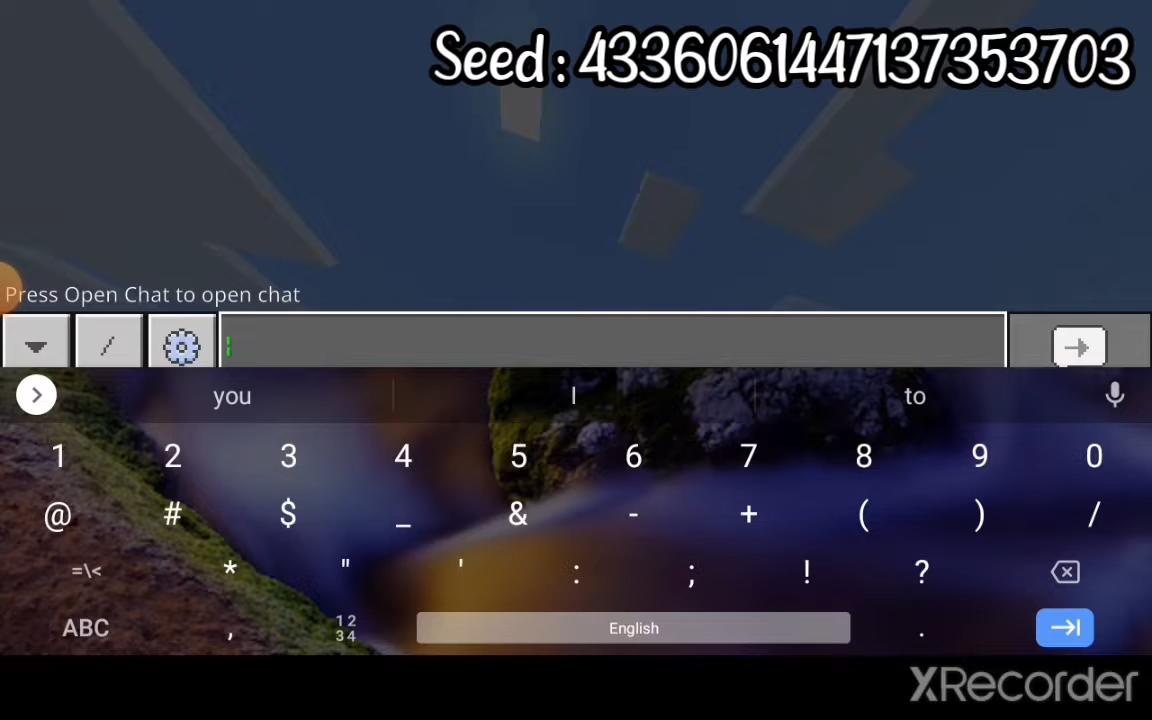 Seed : 4336061447137353703
Press Open Chat to open chat
/
you I to
1 2 3 4 5 6 7 8 9 0
@ # $ _ & - + ( ) /
=\< * " ' : ; ! ?
ABC , 12 34 English .
XRecorder